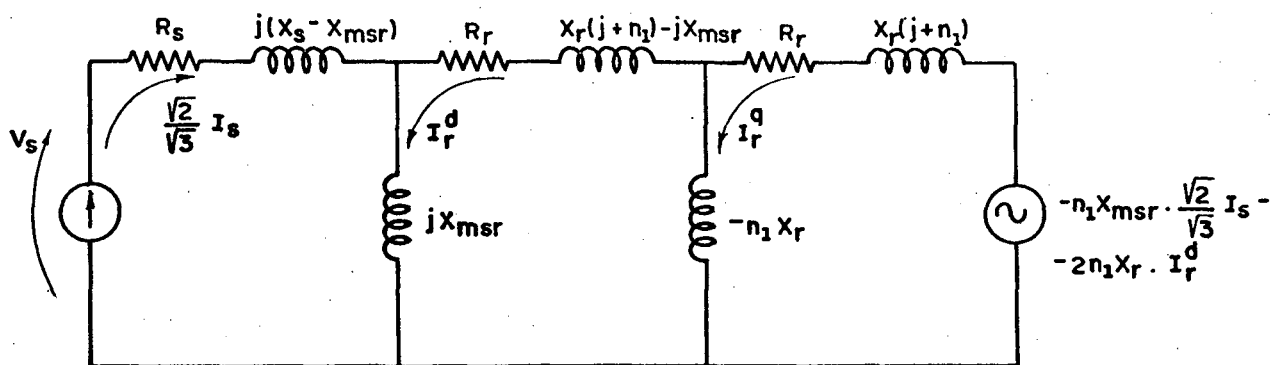 R_s
j(X_s - X_msr)
R_r
X_r(j+n_1)-jX_msr
R_r
X_r(j+n_1)
V_s
√2/√3 I_s
I_r^d
I_r^q
jX_msr
-n_1 X_r
-n_1 X_msr · √2/√3 I_s -
-2n_1 X_r . I_r^d